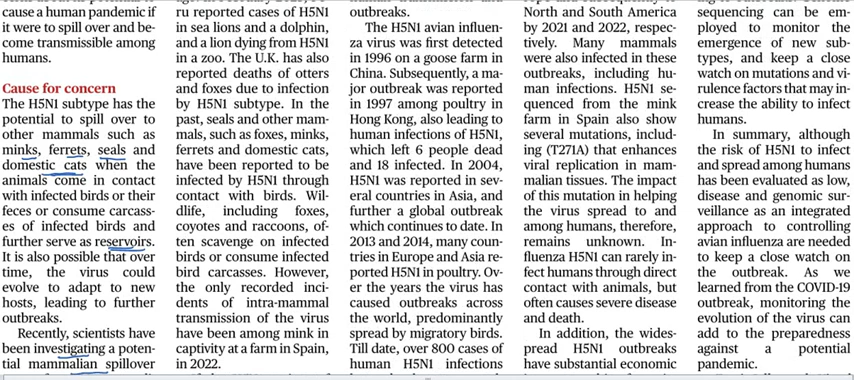 cause a human pandemic if
it were to spill over and be-
come transmissible among
humans.
Cause for concern
The H5N1 subtype has the
potential to spill over to
other mammals such as
minks, ferrets, seals and
domestic cats when the
animals come in contact
with infected birds or their
feces or consume carcass-
es of infected birds and
further serve as reservoirs.
It is also possible that over
time, the virus could
evolve to adapt to new
hosts, leading to further
outbreaks.
Recently, scientists have
been investigating a poten-
tial mammalian spillover
ru reported cases of H5N1
in sea lions and a dolphin,
and a lion dying from H5N1
in a zoo. The U.K. has also
reported deaths of otters
and foxes due to infection
by H5N1 subtype. In the
past, seals and other mam-
mals, such as foxes, minks,
ferrets and domestic cats,
have been reported to be
infected by H5N1 through
contact with birds. Wil-
dlife, including foxes,
coyotes and raccoons, of-
ten scavenge on infected
birds or consume infected
bird carcasses. However,
the only recorded inci-
dents of intra-mammal
transmission of the virus
have been among mink in
captivity at a farm in Spain,
in 2022.
outbreaks.
The H5N1 avian influen-
za virus was first detected
in 1996 on a goose farm in
China. Subsequently, a ma-
jor outbreak was reported
in 1997 among poultry in
Hong Kong, also leading to
human infections of H5N1,
which left 6 people dead
and 18 infected. In 2004,
H5N1 was reported in sev-
eral countries in Asia, and
further a global outbreak
which continues to date. In
2013 and 2014, many coun-
tries in Europe and Asia re-
ported H5N1 in poultry. Ov-
er the years the virus has
caused outbreaks across
the world, predominantly
spread by migratory birds.
Till date, over 800 cases of
human H5N1 infections
North and South America
by 2021 and 2022, respec-
tively. Many mammals
were also infected in these
outbreaks, including hu-
man infections. H5N1 se-
quenced from the mink
farm in Spain also show
several mutations, includ-
ing (T271A) that enhances
viral replication in mam-
malian tissues. The impact
of this mutation in helping
the virus spread to and
among humans, therefore,
remains unknown. In-
fluenza H5N1 can rarely in-
fect humans through direct
contact with animals, but
often causes severe disease
and death.
In addition, the wides-
pread H5N1 outbreaks
have substantial economic
sequencing can be em-
ployed to monitor the
emergence of new sub-
types, and keep a close
watch on mutations and vi-
rulence factors that may in-
crease the ability to infect
humans.
In summary, although
the risk of H5N1 to infect
and spread among humans
has been evaluated as low,
disease and genomic sur-
veillance as an integrated
approach to controlling
avian influenza are needed
to keep a close watch on
the outbreak. As we
learned from the COVID-19
outbreak, monitoring the
evolution of the virus can
add to the preparedness
against a potential
pandemic.